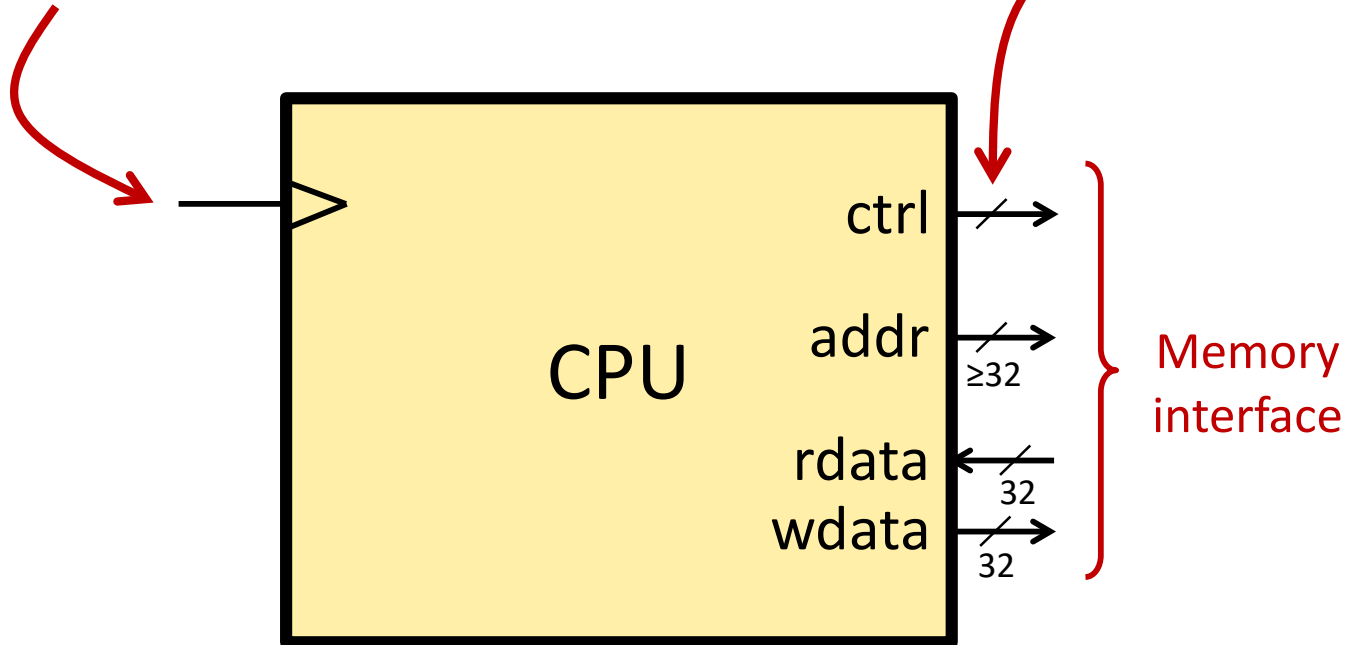 ctrl
addr
≥32
CPU
Memory
interface
rdata
32
wdata
32